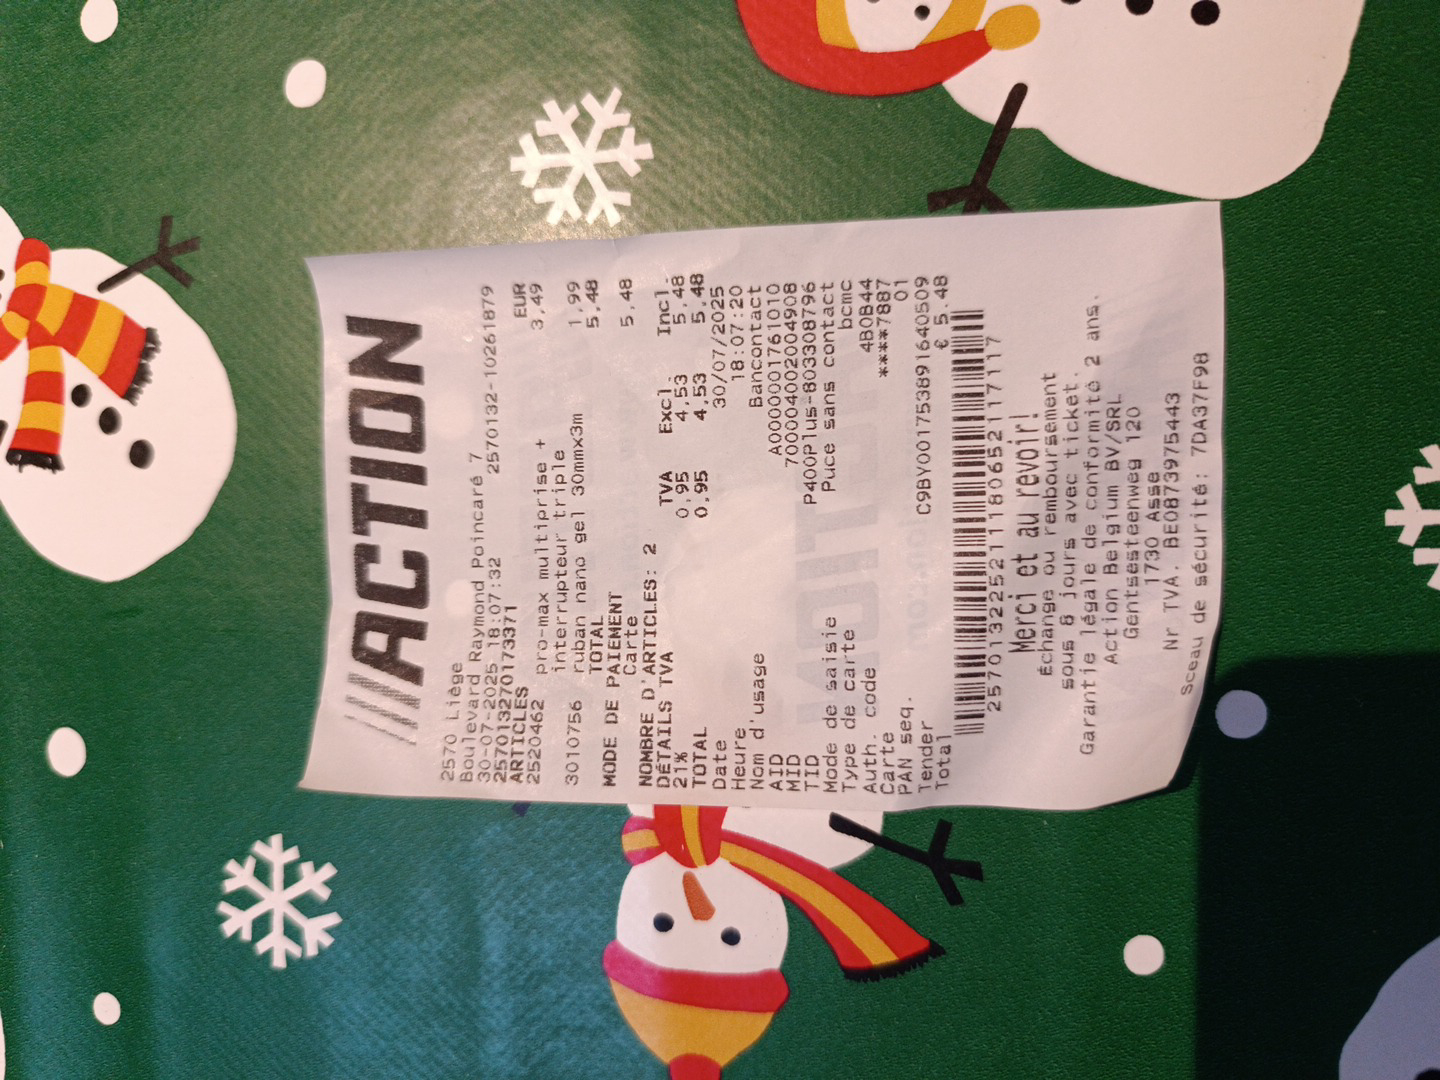 ///ACTION
2570 Liège
Boulevard Raymond Poincaré 7
30-07-2025 18:07:32 2570132-10261879
2570132701733​71
ARTICLES EUR
2520462 pro-max multiprise + 3,49
interrupteur triple
3010756 ruban nano gel 30mmx3m 1,99
TOTAL 5,48
MODE DE PAIEMENT
Carte 5,48
NOMBRE D'ARTICLES: 2
DÉTAILS TVA TVA Excl. Incl.
21% 0,95 4,53 5,48
TOTAL 0,95 4,53 5,48
Date 30/07/2025
Heure 18:07:20
Nom d'usage Bancontact
AID A0000001761010
MID 7000040020004908
TID P400Plus-803308796
Mode de saisie Puce sans contact
Type de carte bcmc
Auth. code 4B0B44
Carte ****7887
PAN seq. 01
Tender C9BY001753891640509
Total € 5.48
2570132252111806521​17117
Merci et au revoir!
Échange ou remboursement
sous 8 jours avec ticket.
Garantie légale de conformité 2 ans.
Action Belgium BV/SRL
Gentsesteenweg 120
1730 Asse
Nr TVA. BE0873975443
Sceau de sécurité: 7DA37F98